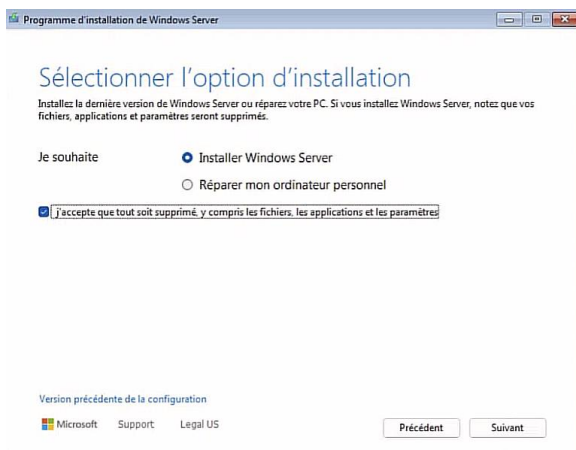 Programme d'installation de Windows Server
Sélectionner l'option d'installation
Installez la dernière version de Windows Server ou réparez votre PC. Si vous installez Windows Server, notez que vos
fichiers, applications et paramètres seront supprimés.
Je souhaite
Installer Windows Server
Réparer mon ordinateur personnel
j'accepte que tout soit supprimé, y compris les fichiers, les applications et les paramètres
Version précédente de la configuration
Microsoft Support Legal US
Précédent Suivant